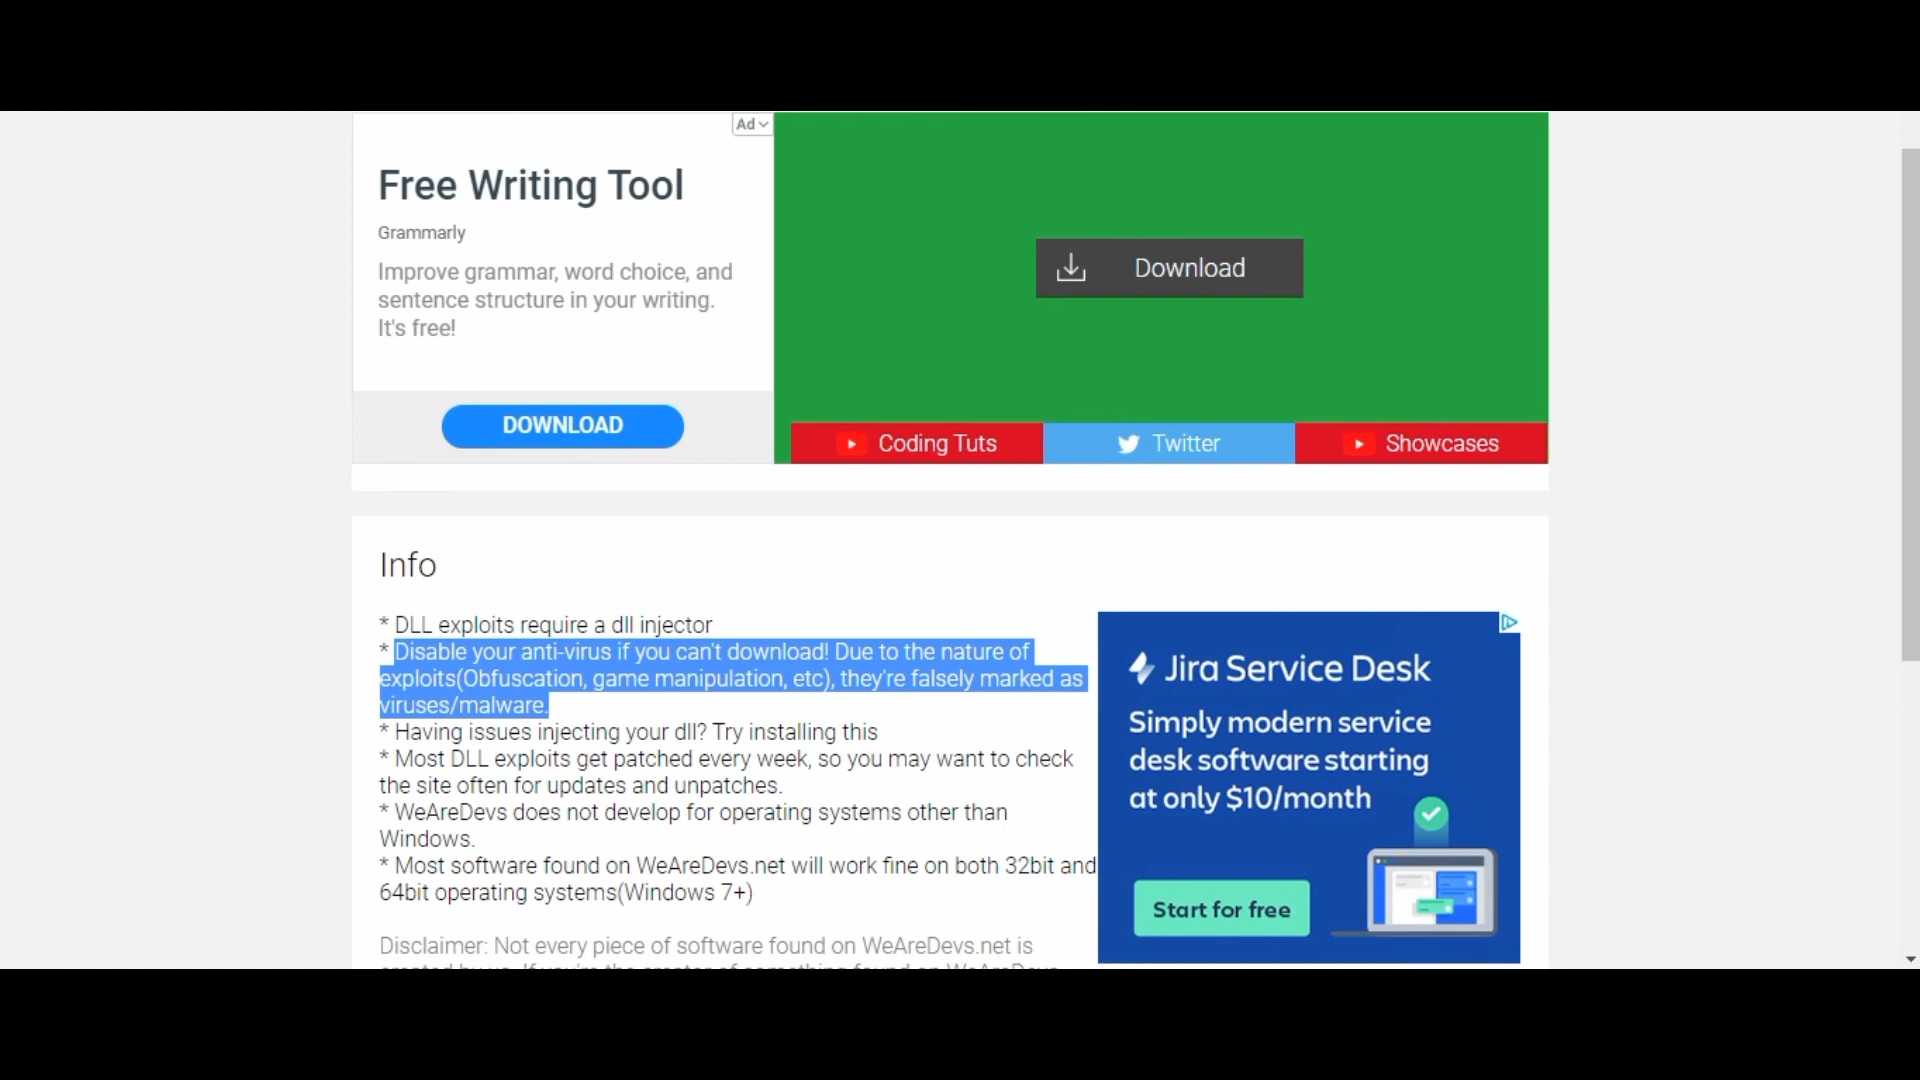 Ad
Free Writing Tool
Grammarly
Improve grammar, word choice, and
sentence structure in your writing.
It's free!
DOWNLOAD
Download
Coding Tuts
Twitter
Showcases
Info
* DLL exploits require a dll injector
* Disable your anti-virus if you can't download! Due to the nature of
exploits(Obfuscation, game manipulation, etc), they're falsely marked as
viruses/malware.
* Having issues injecting your dll? Try installing this
* Most DLL exploits get patched every week, so you may want to check
the site often for updates and unpatches.
* WeAreDevs does not develop for operating systems other than
Windows.
* Most software found on WeAreDevs.net will work fine on both 32bit and
64bit operating systems(Windows 7+)
Disclaimer: Not every piece of software found on WeAreDevs.net is
Jira Service Desk
Simply modern service
desk software starting
at only $10/month
Start for free